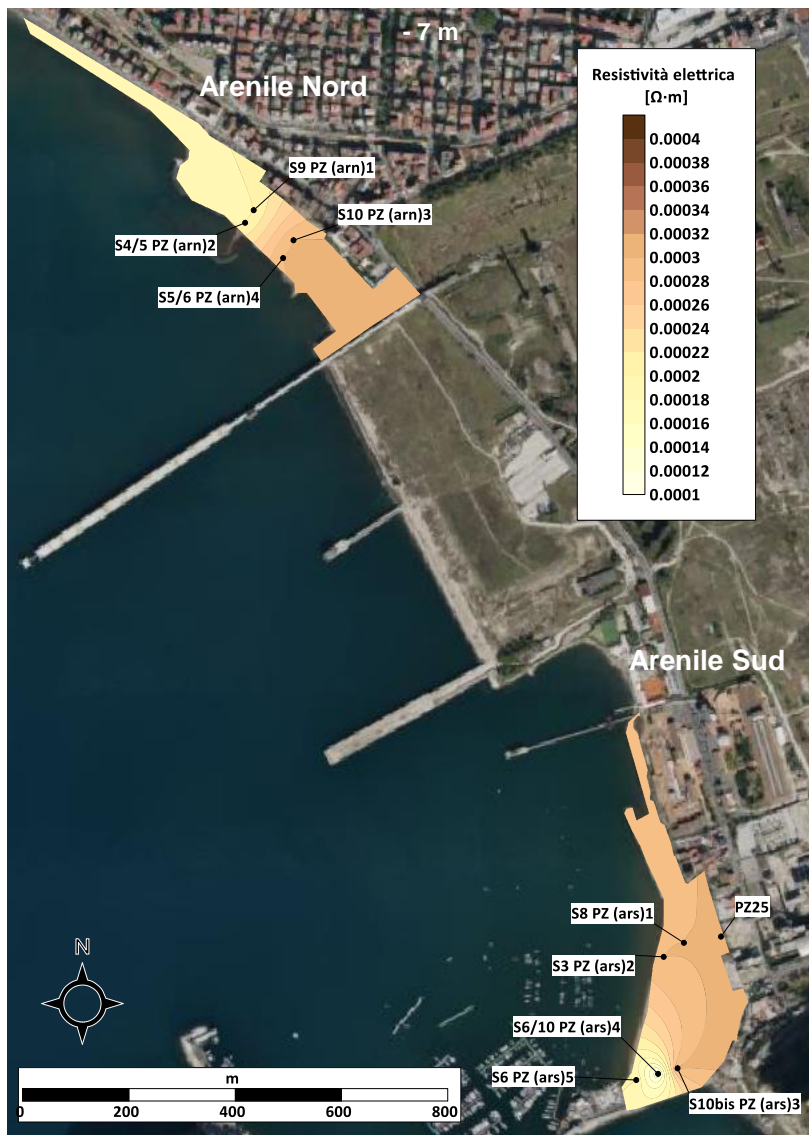 - 7 m
Arenile Nord
Resistività elettrica
[Ω·m]
0.0004
0.00038
0.00036
0.00034
0.00032
0.0003
0.00028
0.00026
0.00024
0.00022
0.0002
0.00018
0.00016
0.00014
0.00012
0.0001
S9 PZ (arn)1
S10 PZ (arn)3
S4/5 PZ (arn)2
S5/6 PZ (arn)4
Arenile Sud
S8 PZ (ars)1
PZ25
S3 PZ (ars)2
S6/10 PZ (ars)4
S6 PZ (ars)5
S10bis PZ (ars)3
N
m
0 200 400 600 800